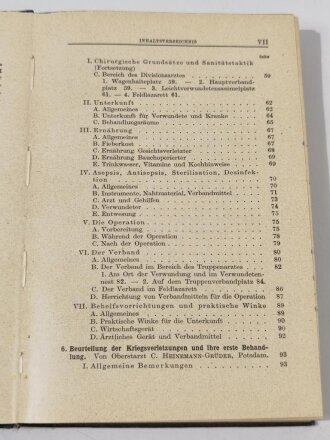 INHALTSVERZEICHNIS VII
Seite
I. Chirurgische Grundsätze und Sanitätstaktik
(Fortsetzung)
C. Bereich des Divisionsarztes 59
1. Wagenhalteplatz 59. — 2. Hauptverband-
platz 59. — 3. Leichtverwundetensammelplatz
61. — 4. Feldlazarett 61.
II. Unterkunft 62
A. Allgemeines 62
B. Unterkunft für Verwundete und Kranke 64
C. Behandlungsräume 65
III. Ernährung 67
A. Allgemeines 67
B. Fieberkost 67
C. Ernährung Gesichtsverletzter 68
D. Ernährung Bauchoperierter 69
E. Trinkwasser, Vitamine und Kochhinweise 69
IV. Asepsis, Antisepsis, Sterilisation, Desinfek-
tion 70
A. Allgemeines 70
B. Instrumente, Nahtmaterial, Verbandmittel 71
C. Arzt und Gehilfen 73
D. Verwundeter 74
E. Entwesung 75
V. Die Operation 75
A. Vorbereitung 75
B. Während der Operation 78
C. Nach der Operation 79
VI. Der Verband 80
A. Allgemeines 80
B. Der Verband im Bereich des Truppenarztes 82
1. Am Ort der Verwundung und im Verwundeten-
nest 82. — 2. Auf dem Truppenverbandplatz 84.
C. Der Verband im Feldlazarett 86
D. Herrichtung von Verbandmitteln für die Operation 87
VII. Behelfsvorrichtungen und praktische Winke 89
A. Allgemeines 89
B. Praktische Winke für die Unterkunft 90
C. Wirtschaftsgerät 90
D. Ärztliches Gerät und Verbandmittel 92
6. Beurteilung der Kriegsverletzungen und ihre erste Behand-
lung. Von Oberstarzt C. HEINEMANN-GRÜDER, Potsdam. 93
I. Allgemeine Bemerkungen 93